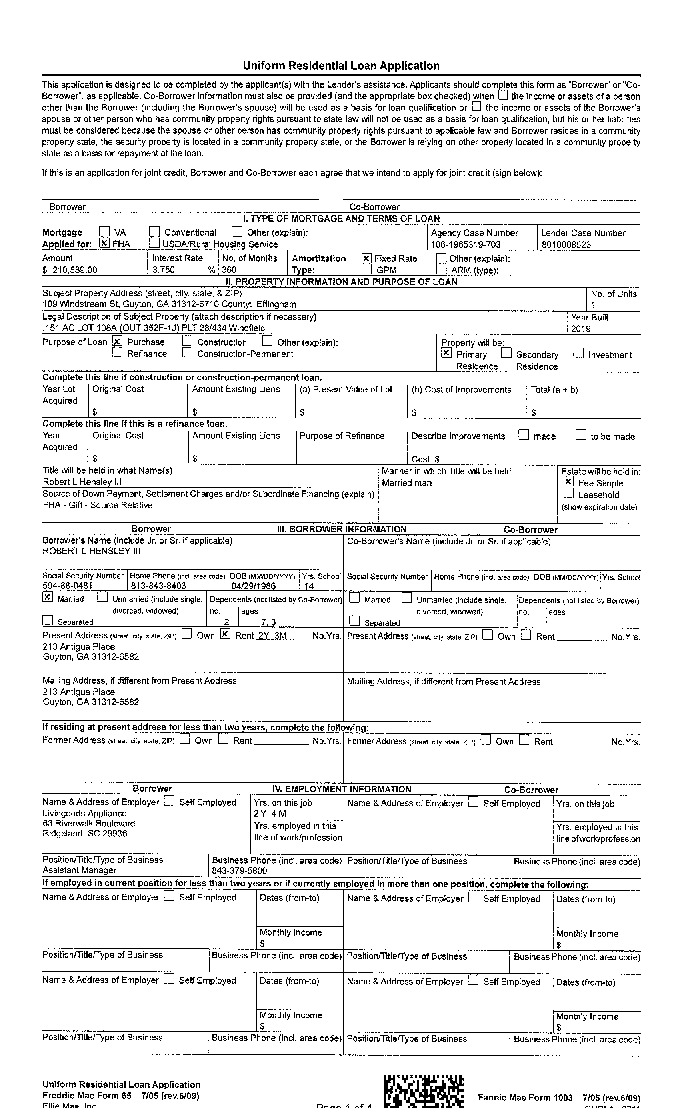 Uniform Residential Loan Application
This application is designed to be completed by the applicant(s) with the Lender's assistance. Applicants should complete this form as "Borrower" or "Co-
Borrower", as applicable. Co-Borrower information must also be provided (and the appropriate box checked) when the income or assets of a person
other than the Borrower (including the Borrower's spouse) will be used as a basis for loan qualification or the income or assets of the Borrower's
spouse or other person who has community property rights pursuant to state law will not be used as a basis for loan qualification, but his or her liabilities
must be considered because the spouse or other person has community property rights pursuant to applicable law and Borrower resides in a community
property state, the security property is located in a community property state, or the Borrower is relying on other property located in a community property
state as a basis for repayment of the loan.
If this is an application for joint credit, Borrower and Co-Borrower each agree that we intend to apply for joint credit (sign below):
Borrower Co-Borrower
I. TYPE OF MORTGAGE AND TERMS OF LOAN
Mortgage VA Conventional Other (explain): Agency Case Number Lender Case Number
Applied for: FHA USDA/Rural Housing Service
Amount Interest Rate No. of Months Amortization Fixed Rate Other (explain):
$ 3.750 % 360 Type: GPM ARM (type):
II. PROPERTY INFORMATION AND PURPOSE OF LOAN
Subject Property Address (street, city, state, & ZIP) No. of Units
109 Windstream St, Guyton, GA 31312-5710 County: Effingham 1
Legal Description of Subject Property (attach description if necessary) Year Built
2019
Purpose of Loan Purchase Construction Other (explain): Property will be:
Refinance Construction-Permanent Primary Residence Secondary Residence Investment
Complete this line if construction or construction-permanent loan.
Year Lot Acquired Original Cost Amount Existing Liens (a) Present Value of Lot (b) Cost of Improvements Total (a + b)
$ $ $ $ $
Complete this line if this is a refinance loan.
Year Acquired Original Cost Amount Existing Liens Purpose of Refinance Describe Improvements made to be made
$ $ Cost $
Title will be held in what Name(s) Manner in which Title will be held Estate will be held in:
Robert L Hensley III Married man Fee Simple
Source of Down Payment, Settlement Charges and/or Subordinate Financing (explain) Leasehold
FHA - Gift - Source Relative (show expiration date)
Borrower III. BORROWER INFORMATION Co-Borrower
Borrower's Name (include Jr. or Sr. if applicable) Co-Borrower's Name (include Jr. or Sr. if applicable)
ROBERT L HENSLEY III
Social Security Number Home Phone (incl. area code) DOB (MM/DD/YYYY) Yrs. School Social Security Number Home Phone (incl. area code) DOB (MM/DD/YYYY) Yrs. School
813-843-8403 04/29/1986 14
Married Unmarried (include single, divorced, widowed) Dependents (not listed by Co-Borrower) Married Unmarried (include single, divorced, widowed) Dependents (not listed by Borrower)
Separated no. 2 ages 7, 3 Separated no. ages
Present Address (street, city, state, ZIP) Own Rent 2Y 3M No. Yrs. Present Address (street, city, state, ZIP) Own Rent No. Yrs.
213 Antigua Place
Guyton, GA 31312-6582
Mailing Address, if different from Present Address Mailing Address, if different from Present Address
213 Antigua Place
Guyton, GA 31312-6582
If residing at present address for less than two years, complete the following:
Former Address (street, city, state, ZIP) Own Rent No. Yrs. Former Address (street, city, state, ZIP) Own Rent No. Yrs.
Borrower IV. EMPLOYMENT INFORMATION Co-Borrower
Name & Address of Employer Self Employed Yrs. on this job Name & Address of Employer Self Employed Yrs. on this job
Livingoods Appliance 2 Y 4 M
63 Riverwalk Boulevard Yrs. employed in this line of work/profession Yrs. employed in this line of work/profession
Ridgeland, SC 29936
Position/Title/Type of Business Business Phone (incl. area code) Position/Title/Type of Business Business Phone (incl. area code)
Assistant Manager 843-379-5800
If employed in current position for less than two years or if currently employed in more than one position, complete the following:
Name & Address of Employer Self Employed Dates (from-to) Name & Address of Employer Self Employed Dates (from-to)
Monthly Income Monthly Income
$ $
Position/Title/Type of Business Business Phone (incl. area code) Position/Title/Type of Business Business Phone (incl. area code)
Name & Address of Employer Self Employed Dates (from-to) Name & Address of Employer Self Employed Dates (from-to)
Monthly Income Monthly Income
$ $
Position/Title/Type of Business Business Phone (incl. area code) Position/Title/Type of Business Business Phone (incl. area code)
Uniform Residential Loan Application
Freddie Mac Form 65 7/05 (rev.6/09) Fannie Mae Form 1003 7/05 (rev.6/09)
Ellie Mae, Inc. Page 1 of 4